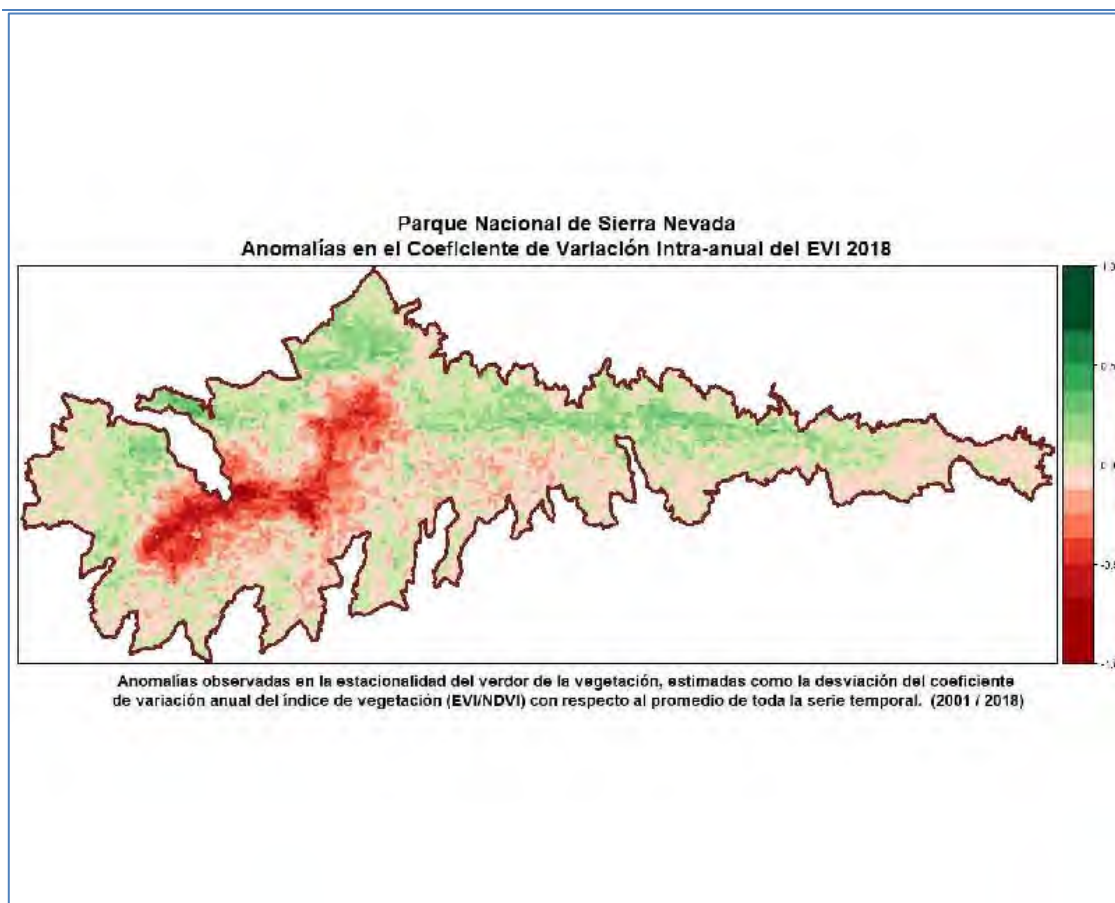 Parque Nacional de Sierra Nevada
Anomalías en el Coeficiente de Variación Intra-anual del EVI 2018
Anomalías observadas en la estacionalidad del verdor de la vegetación, estimadas como la desviación del coeficiente
de variación anual del índice de vegetación (EVI/NDVI) con respecto al promedio de toda la serie temporal. (2001 / 2018)